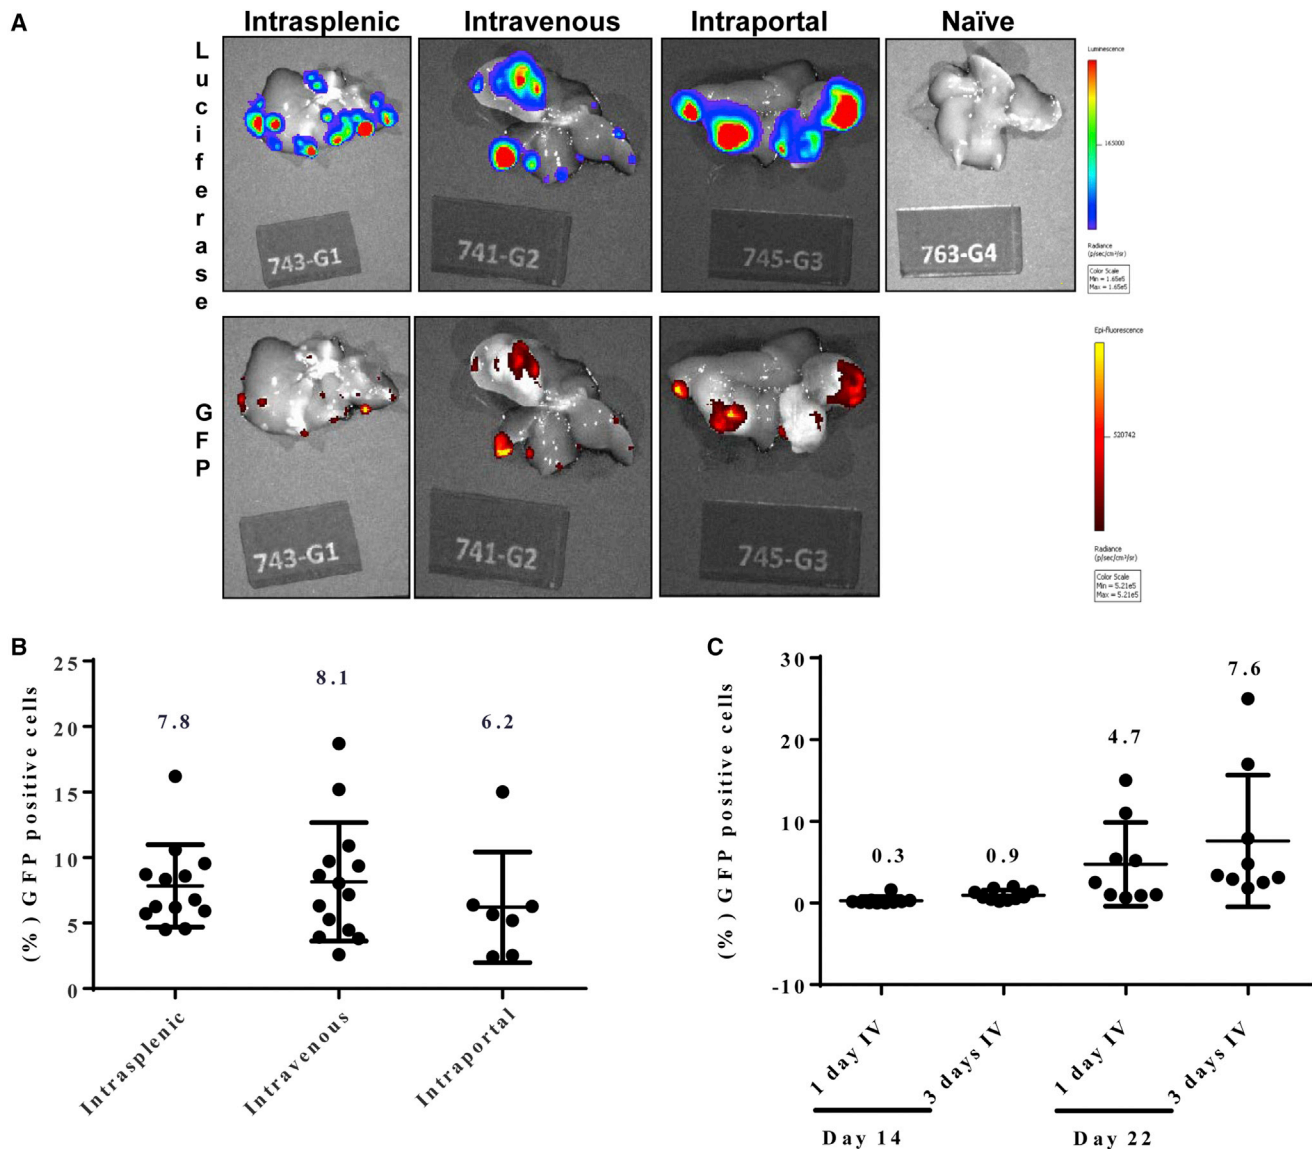 A
Intrasplenic
Intravenous
Intraportal
Naïve
Luciferase
743-G1
741-G2
745-G3
763-G4
Luminescence
165000
Radiance
(p/sec/cm²/sr)
Color Scale
Min = 1.65e5
Max = 1.65e5
GFP
743-G1
741-G2
745-G3
Epi-fluorescence
520742
Radiance
(p/sec/cm²/sr)
Color Scale
Min = 5.21e5
Max = 5.21e5
B
(%) GFP positive cells
25
20
15
10
5
0
7.8
8.1
6.2
Intrasplenic
Intravenous
Intraportal
C
(%) GFP positive cells
30
20
10
0
-10
0.3
0.9
4.7
7.6
1 day IV
3 days IV
1 day IV
3 days IV
Day 14
Day 22